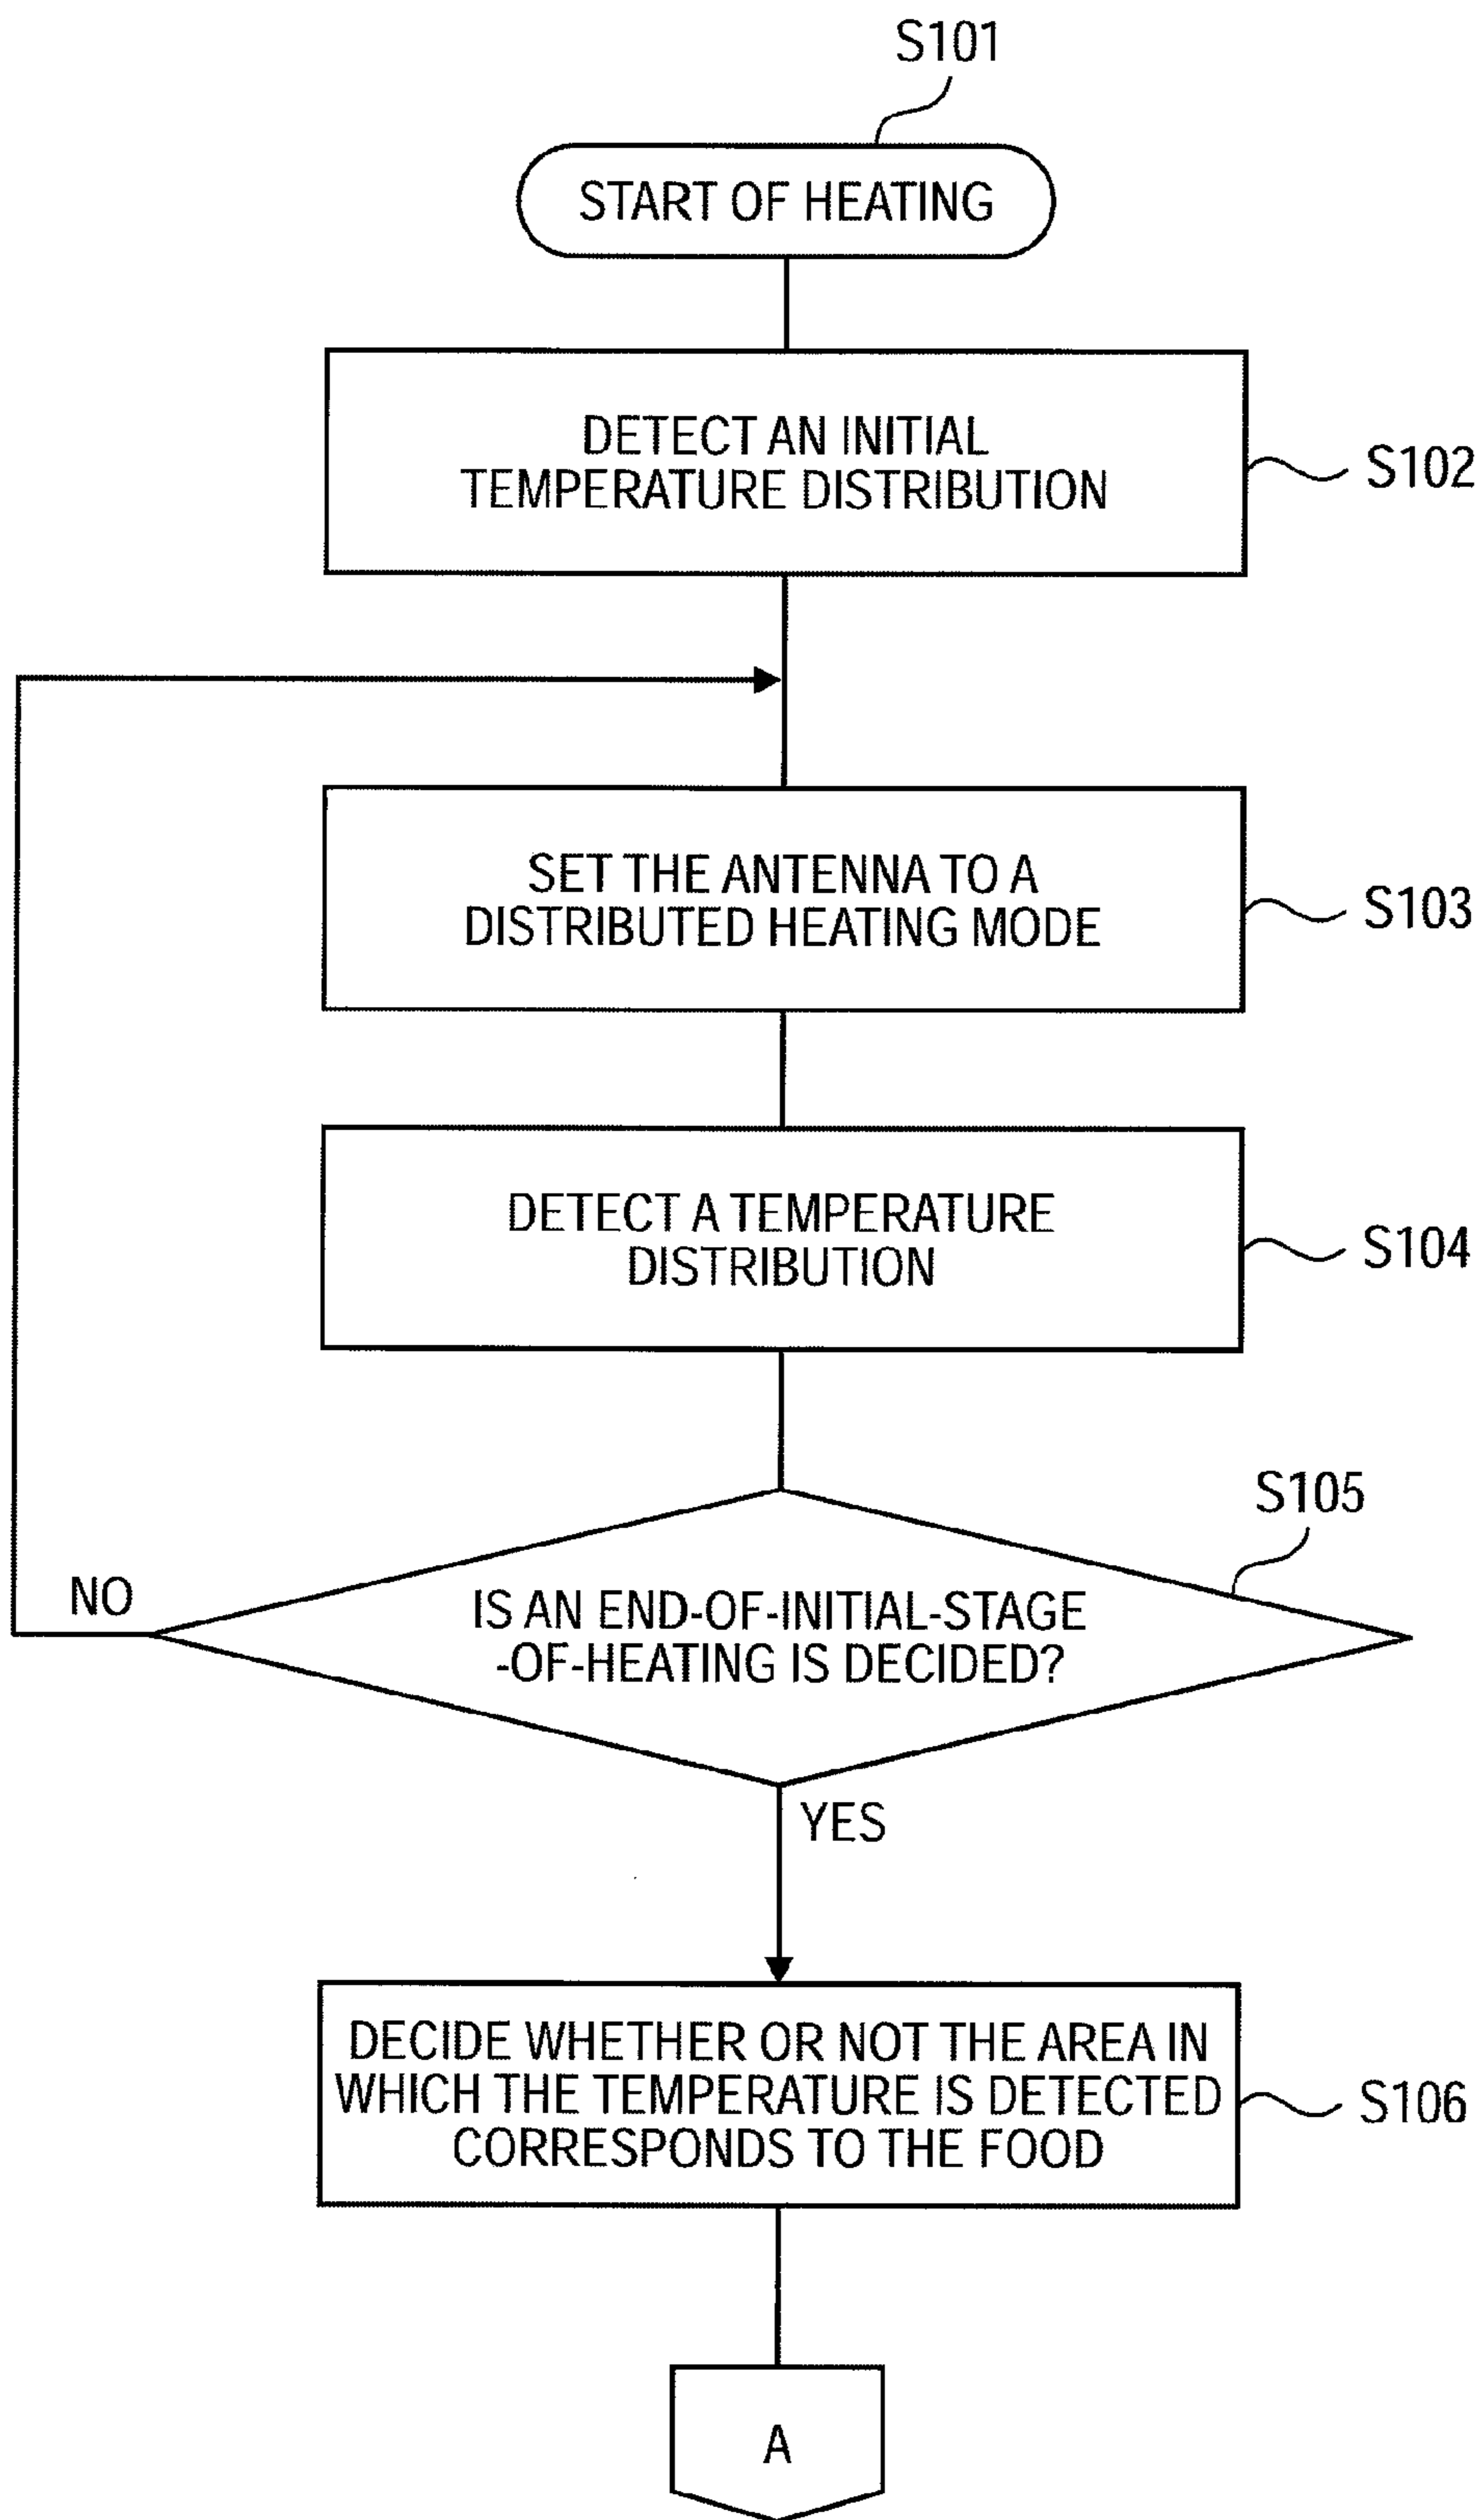 S101
START OF HEATING
DETECT AN INITIAL
TEMPERATURE DISTRIBUTION
S102
SET THE ANTENNA TO A
DISTRIBUTED HEATING MODE
S103
DETECT A TEMPERATURE
DISTRIBUTION
S104
S105
NO
IS AN END-OF-INITIAL-STAGE
-OF-HEATING IS DECIDED?
YES
DECIDE WHETHER OR NOT THE AREA IN
WHICH THE TEMPERATURE IS DETECTED
CORRESPONDS TO THE FOOD
S106
A